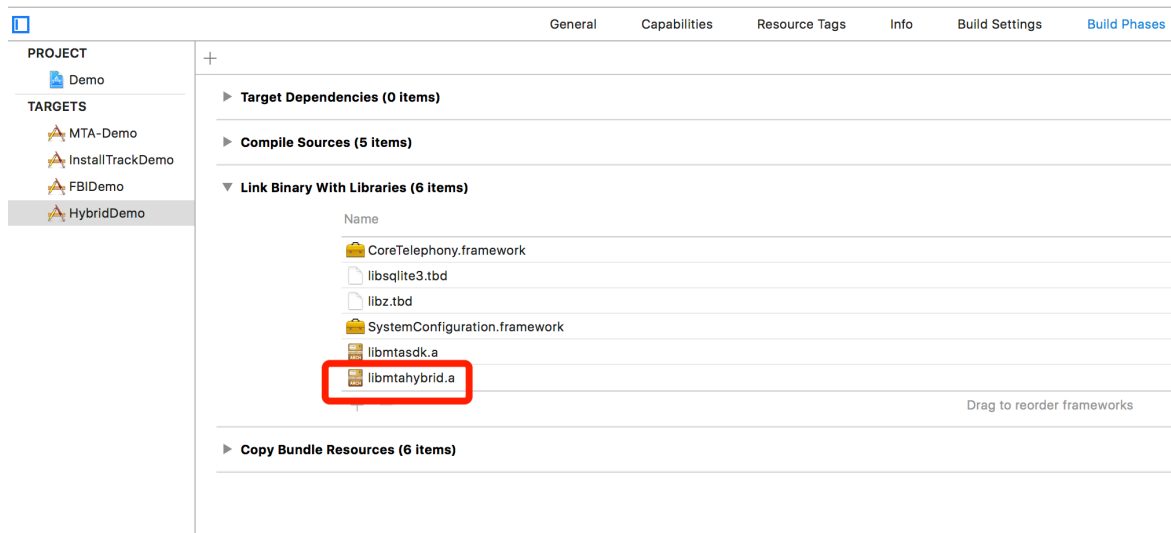 General Capabilities Resource Tags Info Build Settings Build Phases
PROJECT
Demo
TARGETS
MTA-Demo
InstallTrackDemo
FBIDemo
HybridDemo
Target Dependencies (0 items)
Compile Sources (5 items)
Link Binary With Libraries (6 items)
Name
CoreTelephony.framework
libsqlite3.tbd
libz.tbd
SystemConfiguration.framework
libmtasdk.a
libmtahybrid.a
Drag to reorder frameworks
Copy Bundle Resources (6 items)